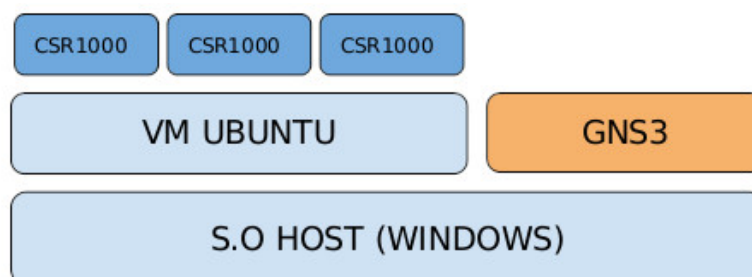 CSR1000 CSR1000 CSR1000
VM UBUNTU GNS3
S.O HOST (WINDOWS)